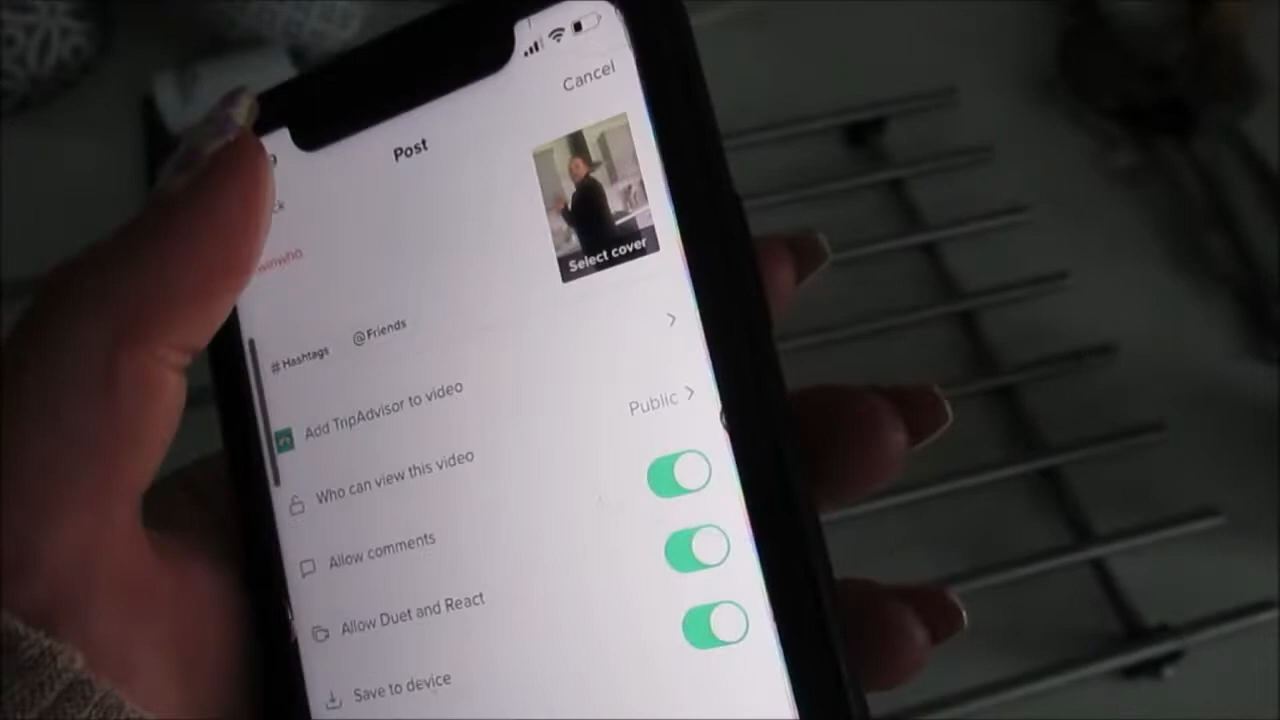 Cancel
Post
Select cover
# Hashtags @Friends
Add TripAdvisor to video
Who can view this video Public
Allow comments
Allow Duet and React
Save to device